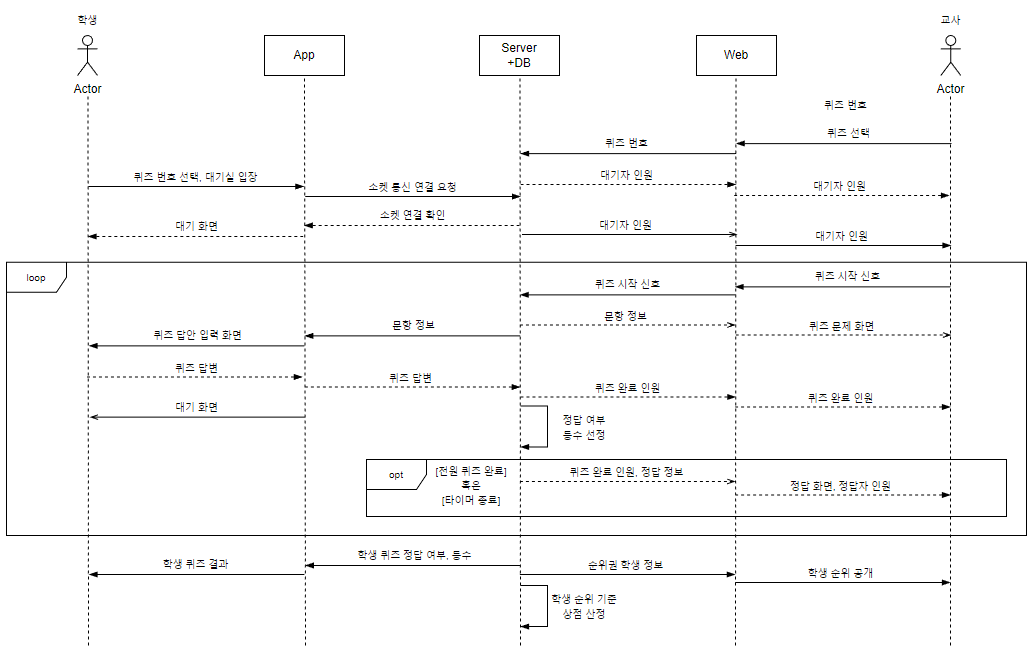 학생
교사
App
Server
+DB
Web
Actor
Actor
퀴즈 번호
퀴즈 선택
퀴즈 번호
퀴즈 번호 선택, 대기실 입장
대기자 인원
대기자 인원
소켓 통신 연결 요청
소켓 연결 확인
대기 화면
대기자 인원
대기자 인원
loop
퀴즈 시작 신호
퀴즈 시작 신호
문항 정보
문항 정보
퀴즈 문제 화면
퀴즈 답안 입력 화면
퀴즈 답변
퀴즈 답변
퀴즈 완료 인원
퀴즈 완료 인원
대기 화면
정답 여부
등수 선정
opt
[전원 퀴즈 완료]
혹은
[타이머 종료]
퀴즈 완료 인원, 정답 정보
정답 화면, 정답자 인원
학생 퀴즈 정답 여부, 등수
학생 퀴즈 결과
순위권 학생 정보
학생 순위 공개
학생 순위 기준
상점 산정